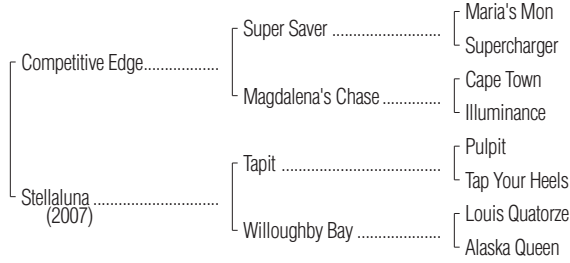 Maria's Mon
Super Saver ......................
Supercharger
Competitive Edge...............
Cape Town
Magdalena's Chase ............
Illuminance
Pulpit
Tapit .................................
Tap Your Heels
Stellaluna .........................
(2007)
Louis Quatorze
Willoughby Bay .................
Alaska Queen